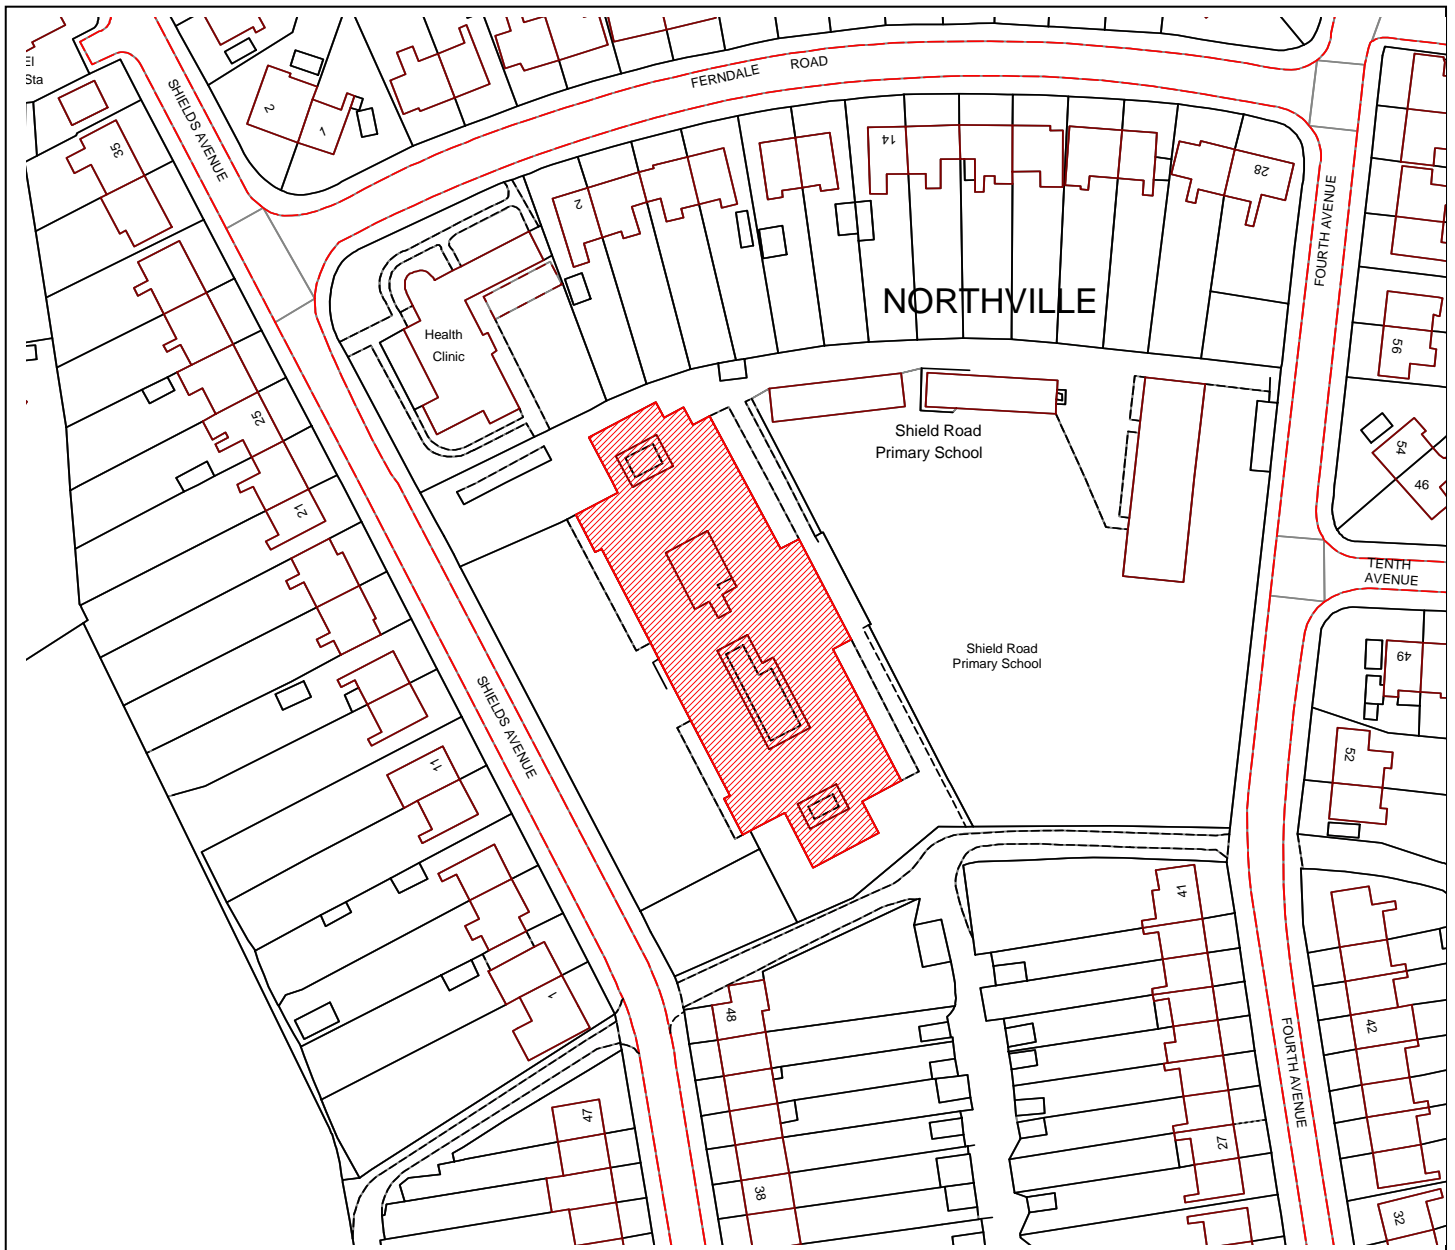 El
Sta
SHIELDS AVENUE
2
1
35
FERNDALE ROAD
2
14
28
FOURTH AVENUE
NORTHVILLE
Health
Clinic
56
25
Shield Road
Primary School
54
46
21
TENTH
AVENUE
Shield Road
Primary School
49
SHIELDS AVENUE
11
52
41
1
48
42
FOURTH AVENUE
47
27
38
32